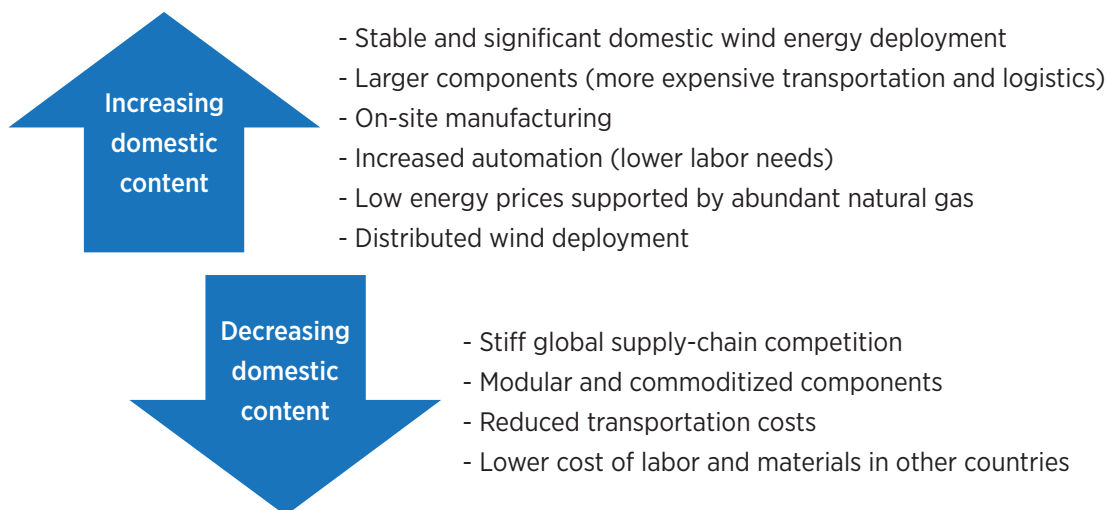 Increasing
domestic
content
- Stable and significant domestic wind energy deployment
- Larger components (more expensive transportation and logistics)
- On-site manufacturing
- Increased automation (lower labor needs)
- Low energy prices supported by abundant natural gas
- Distributed wind deployment
Decreasing
domestic
content
- Stiff global supply-chain competition
- Modular and commoditized components
- Reduced transportation costs
- Lower cost of labor and materials in other countries